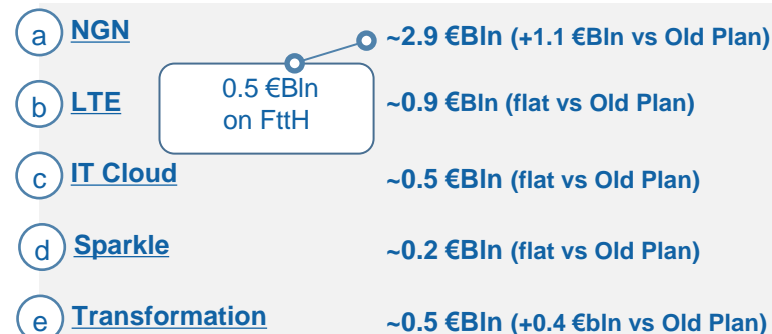 a NGN ~2.9 €Bln (+1.1 €Bln vs Old Plan)
0.5 €Bln
on FttH
b LTE ~0.9 €Bln (flat vs Old Plan)
c IT Cloud ~0.5 €Bln (flat vs Old Plan)
d Sparkle ~0.2 €Bln (flat vs Old Plan)
e Transformation ~0.5 €Bln (+0.4 €bln vs Old Plan)